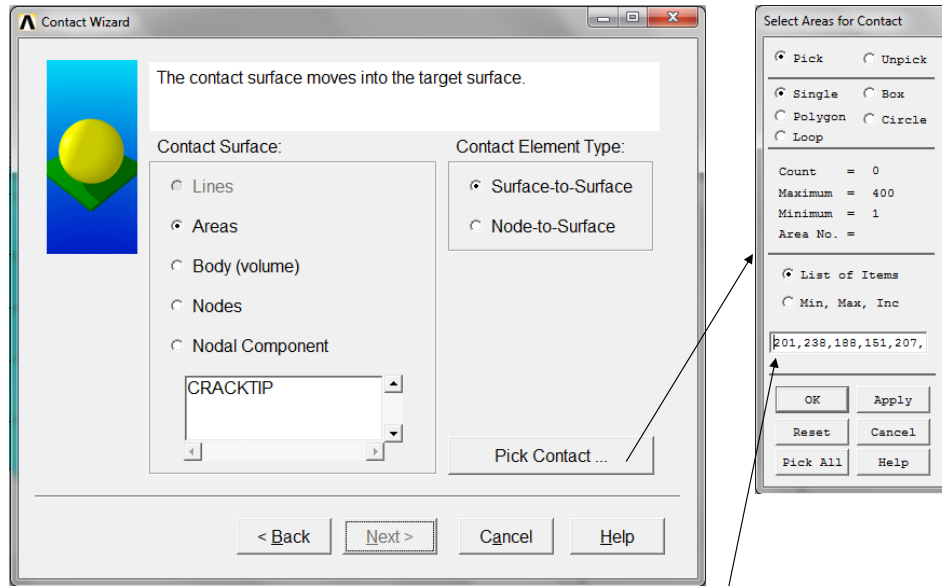 Contact Wizard
The contact surface moves into the target surface.
Contact Surface:
Lines
Areas
Body (volume)
Nodes
Nodal Component
CRACKTIP
Contact Element Type:
Surface-to-Surface
Node-to-Surface
Pick Contact ...
< Back
Next >
Cancel
Help
Select Areas for Contact
Pick Unpick
Single Box
Polygon Circle
Loop
Count = 0
Maximum = 400
Minimum = 1
Area No. =
List of Items
Min, Max, Inc
201,238,188,151,207,
OK Apply
Reset Cancel
Pick All Help